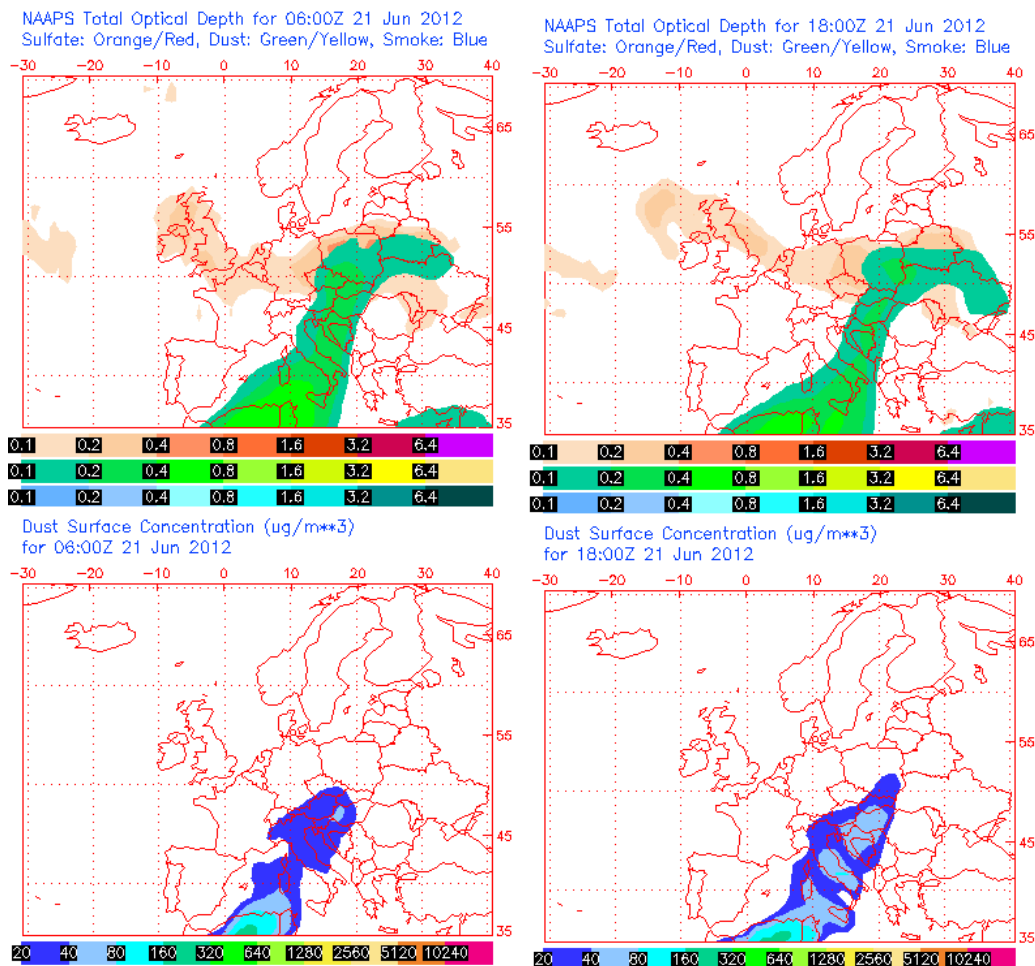 NAAPS Total Optical Depth for 06:00Z 21 Jun 2012
Sulfate: Orange/Red, Dust: Green/Yellow, Smoke: Blue
-30 -20 -10 0 10 20 30 40
65
55
45
35
0.1 0.2 0.4 0.8 1.6 3.2 6.4
0.1 0.2 0.4 0.8 1.6 3.2 6.4
0.1 0.2 0.4 0.8 1.6 3.2 6.4
NAAPS Total Optical Depth for 18:00Z 21 Jun 2012
Sulfate: Orange/Red, Dust: Green/Yellow, Smoke: Blue
-30 -20 -10 0 10 20 30 40
65
55
45
35
0.1 0.2 0.4 0.8 1.6 3.2 6.4
0.1 0.2 0.4 0.8 1.6 3.2 6.4
0.1 0.2 0.4 0.8 1.6 3.2 6.4
Dust Surface Concentration (ug/m**3)
for 06:00Z 21 Jun 2012
-30 -20 -10 0 10 20 30 40
65
55
45
35
20 40 80 160 320 640 1280 2560 5120 10240
Dust Surface Concentration (ug/m**3)
for 18:00Z 21 Jun 2012
-30 -20 -10 0 10 20 30 40
65
55
45
35
20 40 80 160 320 640 1280 2560 5120 10240